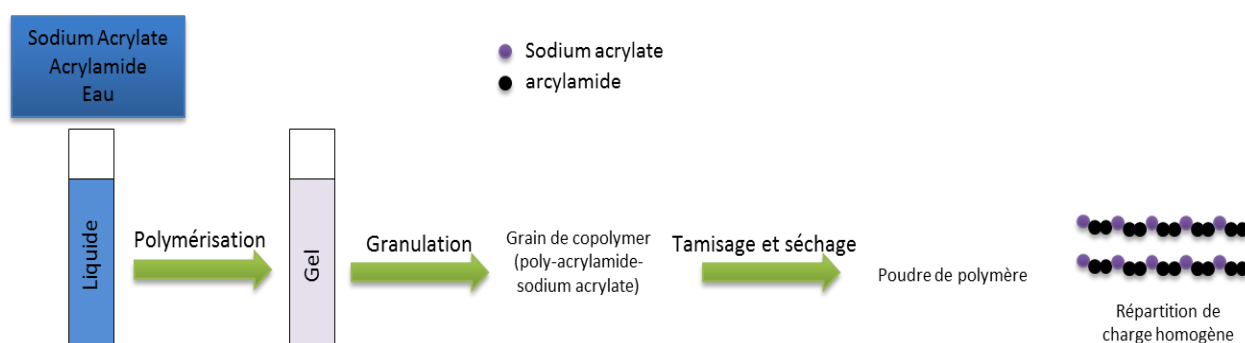 Sodium Acrylate
Acrylamide
Eau
Sodium acrylate
arcylamide
Liquide
Polymérisation
Gel
Granulation
Grain de copolymer
(poly-acrylamide-
sodium acrylate)
Tamisage et séchage
Poudre de polymère
Répartition de
charge homogène